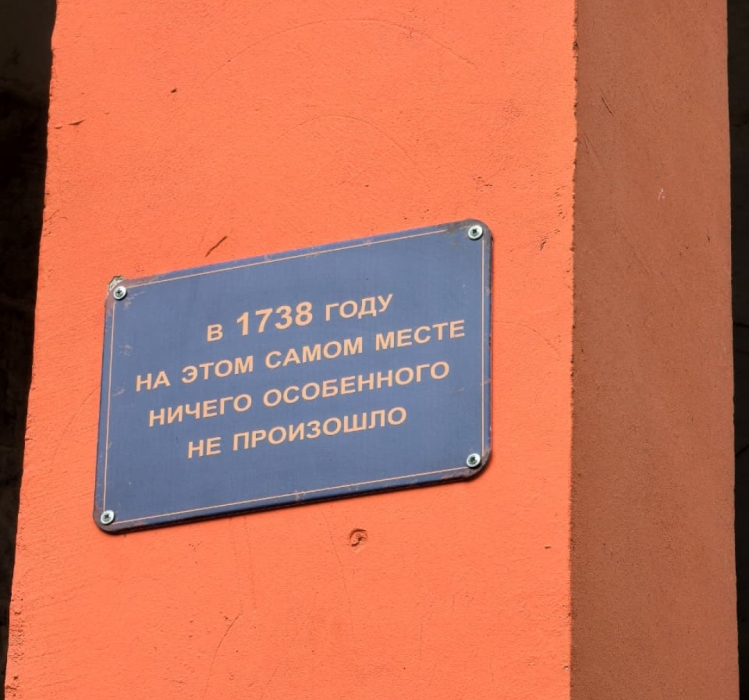 В 1738 ГОДУ
НА ЭТОМ САМОМ МЕСТЕ
НИЧЕГО ОСОБЕННОГО
НЕ ПРОИЗОШЛО